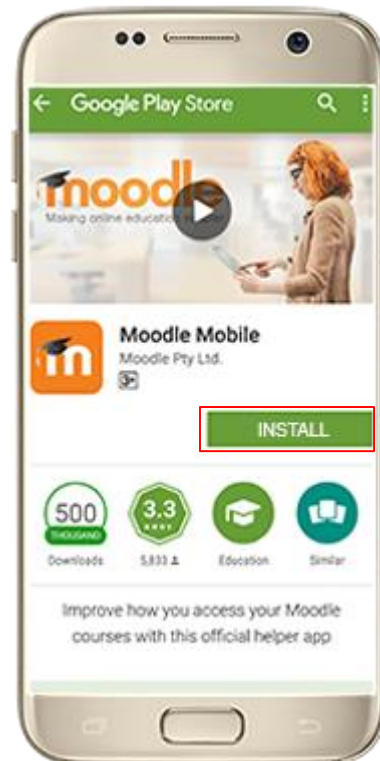 Google Play Store
moodle
Making online education
Moodle Mobile
Moodle Pty Ltd.
3+
INSTALL
500
THOUSAND
Downloads
3.3
5,833
Education
Similar
Improve how you access your Moodle
courses with this official helper app